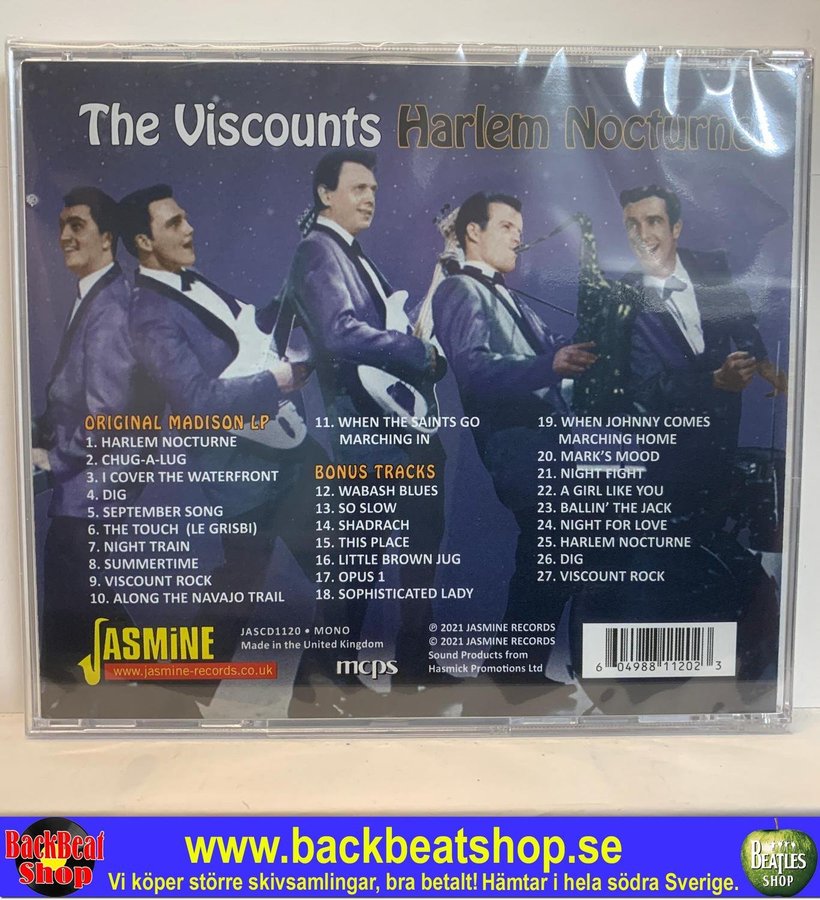 The Viscounts Harlem Nocturne
ORIGINAL MADISON LP
1. HARLEM NOCTURNE
2. CHUG-A-LUG
3. I COVER THE WATERFRONT
4. DIG
5. SEPTEMBER SONG
6. THE TOUCH (LE GRISBI)
7. NIGHT TRAIN
8. SUMMERTIME
9. VISCOUNT ROCK
10. ALONG THE NAVAJO TRAIL
11. WHEN THE SAINTS GO
MARCHING IN
BONUS TRACKS
12. WABASH BLUES
13. SO SLOW
14. SHADRACH
15. THIS PLACE
16. LITTLE BROWN JUG
17. OPUS 1
18. SOPHISTICATED LADY
19. WHEN JOHNNY COMES
MARCHING HOME
20. MARK'S MOOD
21. NIGHT FIGHT
22. A GIRL LIKE YOU
23. BALLIN' THE JACK
24. NIGHT FOR LOVE
25. HARLEM NOCTURNE
26. DIG
27. VISCOUNT ROCK
JASMiNE
www.jasmine-records.co.uk
JASCD1120 • MONO
Made in the United Kingdom
mcps
℗ 2021 JASMINE RECORDS
© 2021 JASMINE RECORDS
Sound Products from
Hasmick Promotions Ltd
6 04988 11202 3
BackBeat
Shop
www.backbeatshop.se
Vi köper större skivsamlingar, bra betalt! Hämtar i hela södra Sverige.
BEATLES
SHOP